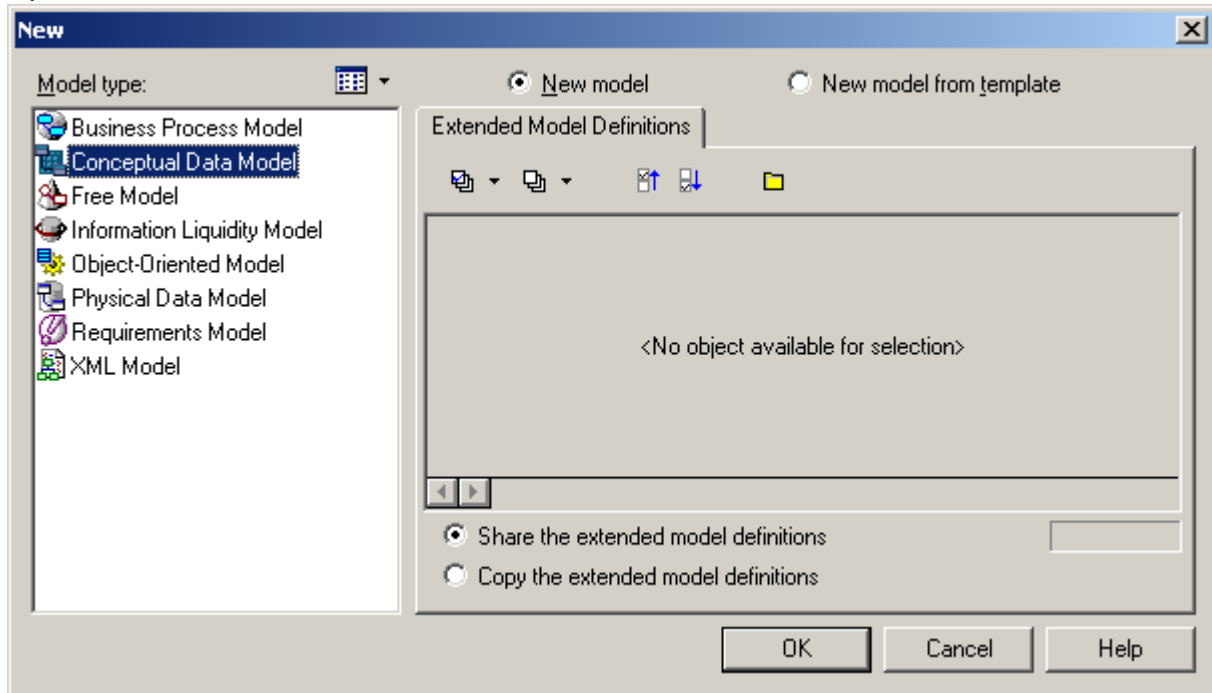 New
Model type:
New model
New model from template
Business Process Model
Conceptual Data Model
Free Model
Information Liquidity Model
Object-Oriented Model
Physical Data Model
Requirements Model
XML Model
Extended Model Definitions
<No object available for selection>
Share the extended model definitions
Copy the extended model definitions
OK
Cancel
Help